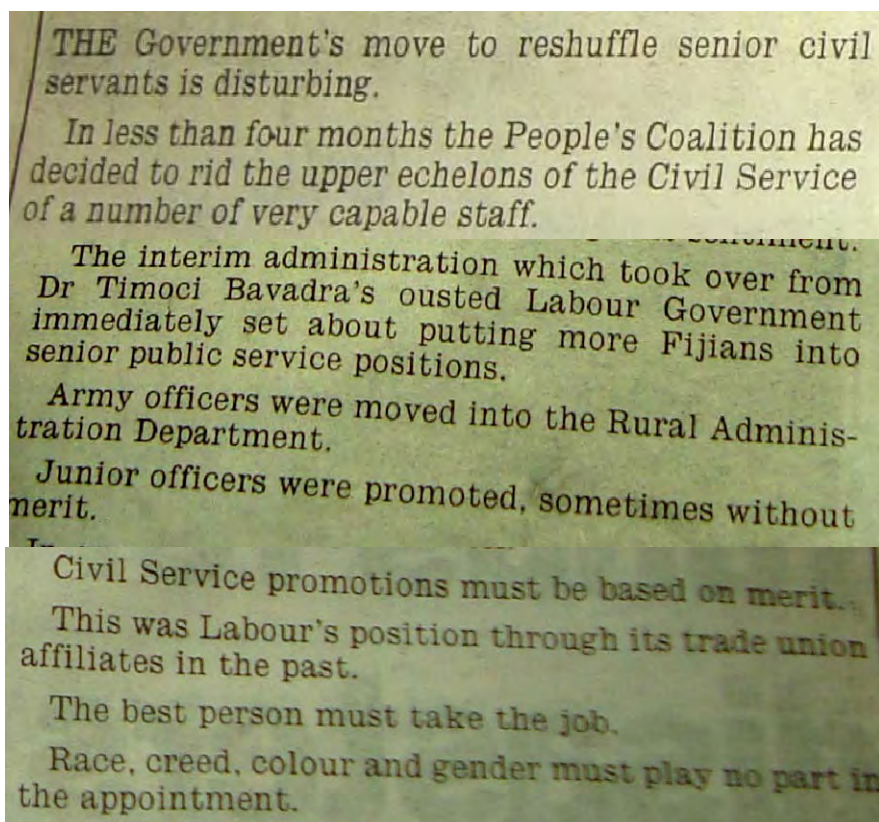 THE Government's move to reshuffle senior civil
servants is disturbing.
In less than four months the People's Coalition has
decided to rid the upper echelons of the Civil Service
of a number of very capable staff.
The interim administration which took over from
Dr Timoci Bavadra's ousted Labour Government
immediately set about putting more Fijians into
senior public service positions.
Army officers were moved into the Rural Adminis-
tration Department.
Junior officers were promoted, sometimes without
merit.
Civil Service promotions must be based on merit.
This was Labour's position through its trade union
affiliates in the past.
The best person must take the job.
Race, creed, colour and gender must play no part in
the appointment.